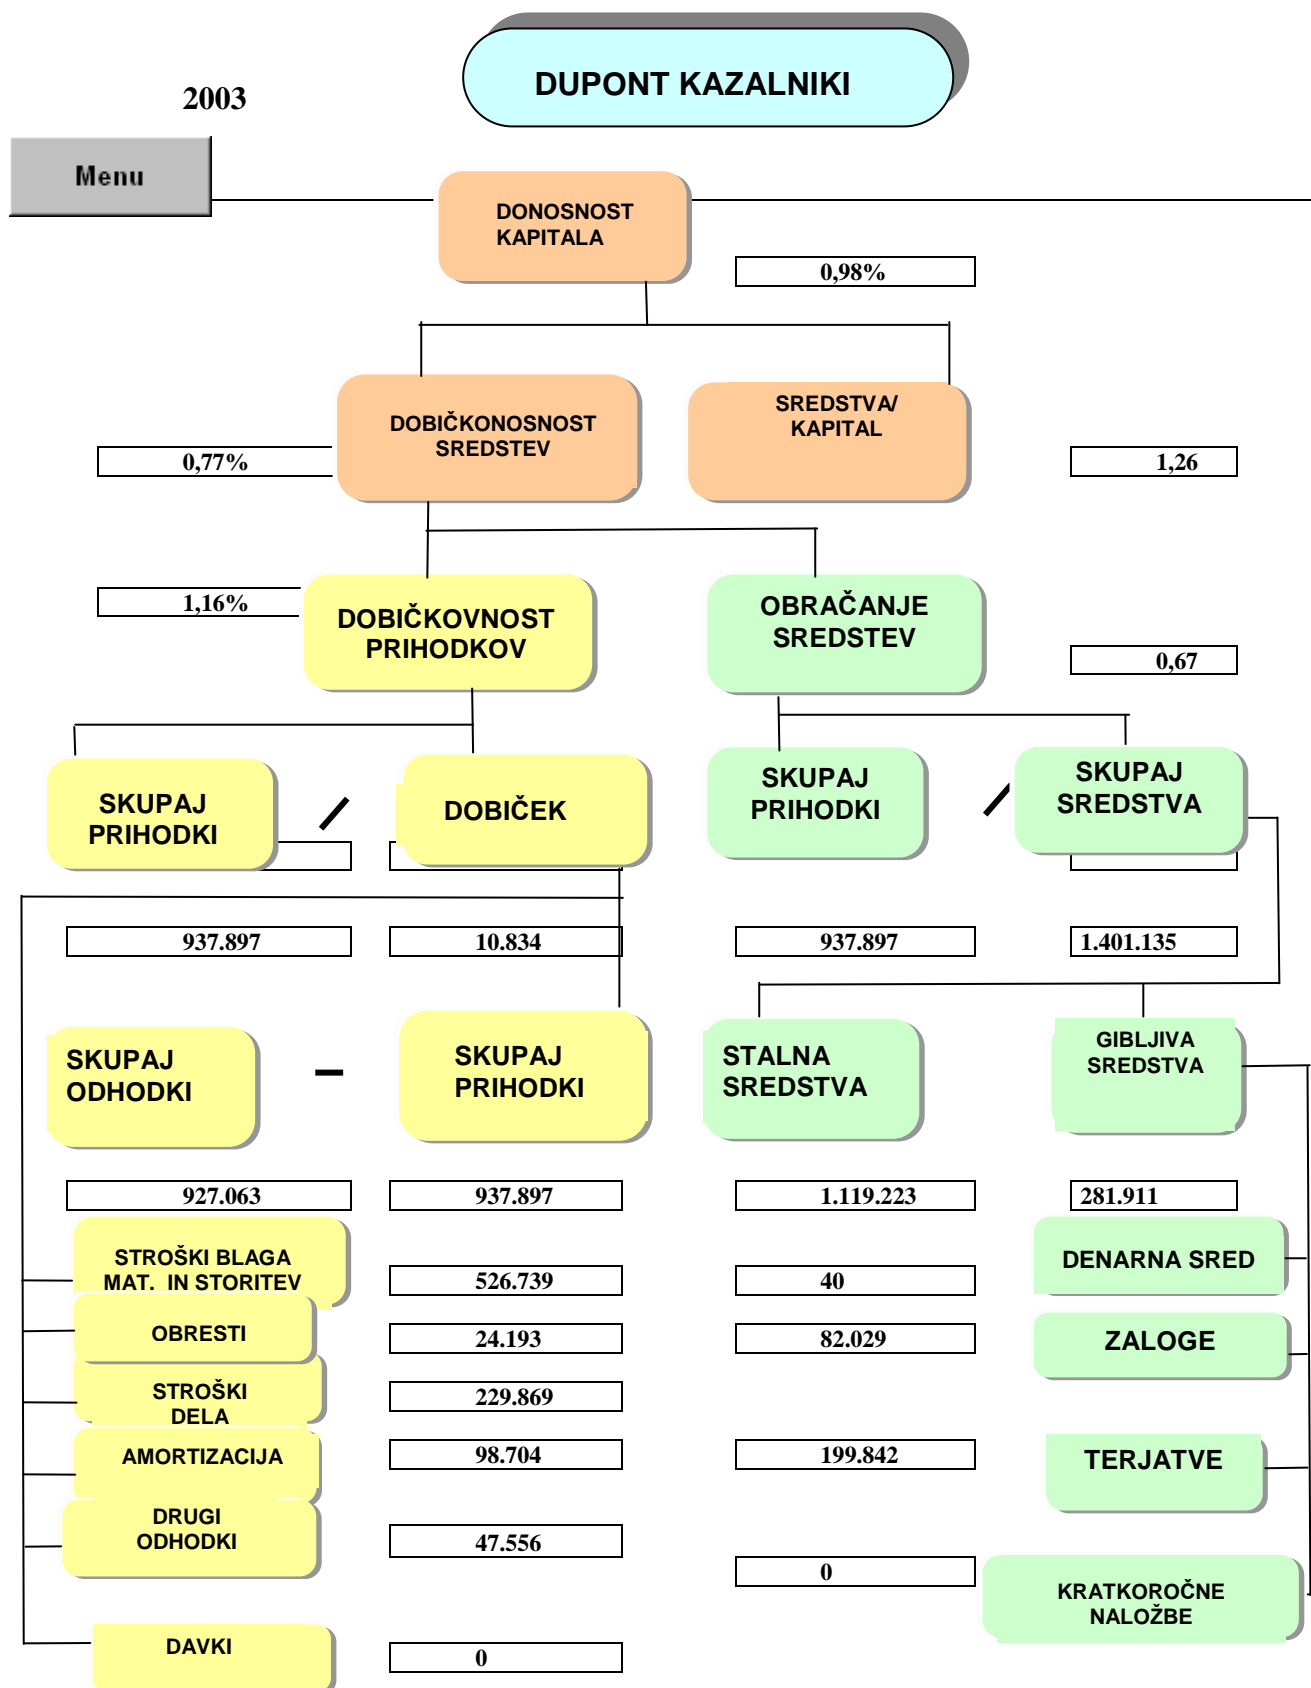 DUPONT KAZALNIKI
2003
Menu
DONOSNOST
KAPITALA
0,98%
DOBIČKONOSNOST
SREDSTEV
SREDSTVA/
KAPITAL
0,77%
1,26
1,16%
DOBIČKOVNOST
PRIHODKOV
OBRAČANJE
SREDSTEV
0,67
SKUPAJ
PRIHODKI
/
DOBIČEK
SKUPAJ
PRIHODKI
/
SKUPAJ
SREDSTVA
937.897
10.834
937.897
1.401.135
SKUPAJ
ODHODKI
–
SKUPAJ
PRIHODKI
STALNA
SREDSTVA
GIBLJIVA
SREDSTVA
927.063
937.897
1.119.223
281.911
STROŠKI BLAGA
MAT. IN STORITEV
526.739
40
DENARNA SRED
OBRESTI
24.193
82.029
ZALOGE
STROŠKI
DELA
229.869
AMORTIZACIJA
98.704
199.842
TERJATVE
DRUGI
ODHODKI
47.556
0
KRATKOROČNE
NALOŽBE
DAVKI
0